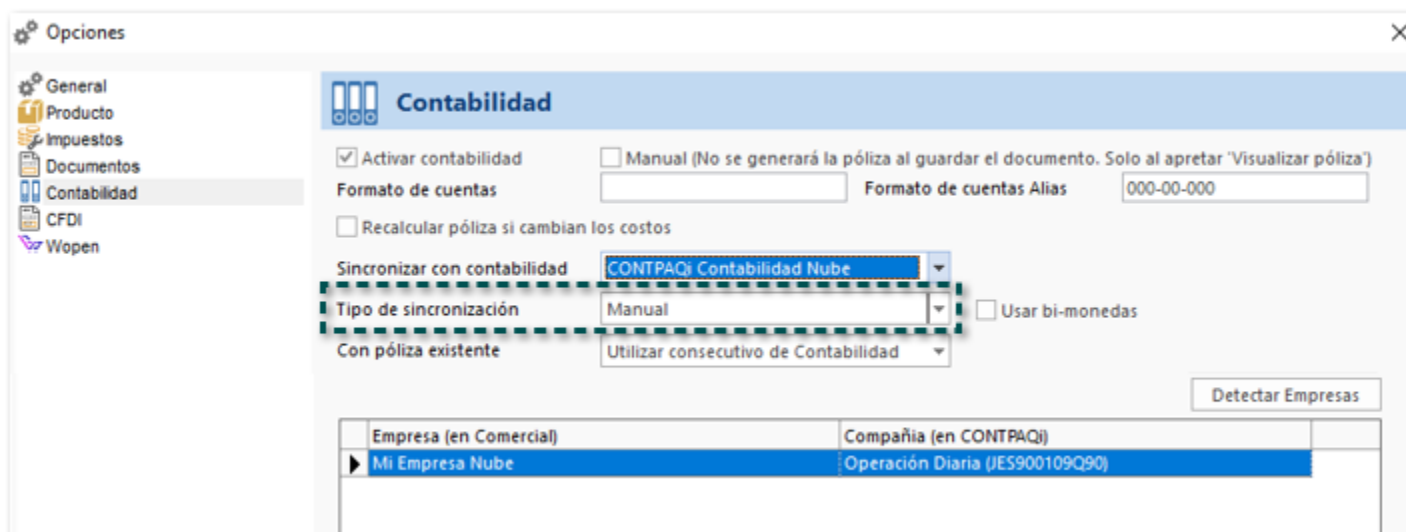 Opciones
General
Producto
Impuestos
Documentos
Contabilidad
CFDI
Wopen
Contabilidad
Activar contabilidad Manual (No se generará la póliza al guardar el documento. Solo al apretar 'Visualizar póliza')
Formato de cuentas Formato de cuentas Alias 000-00-000
Recalcular póliza si cambian los costos
Sincronizar con contabilidad CONTPAQi Contabilidad Nube
Tipo de sincronización Manual Usar bi-monedas
Con póliza existente Utilizar consecutivo de Contabilidad
Detectar Empresas
Empresa (en Comercial) Compañia (en CONTPAQi)
Mi Empresa Nube Operación Diaria (JES900109Q90)